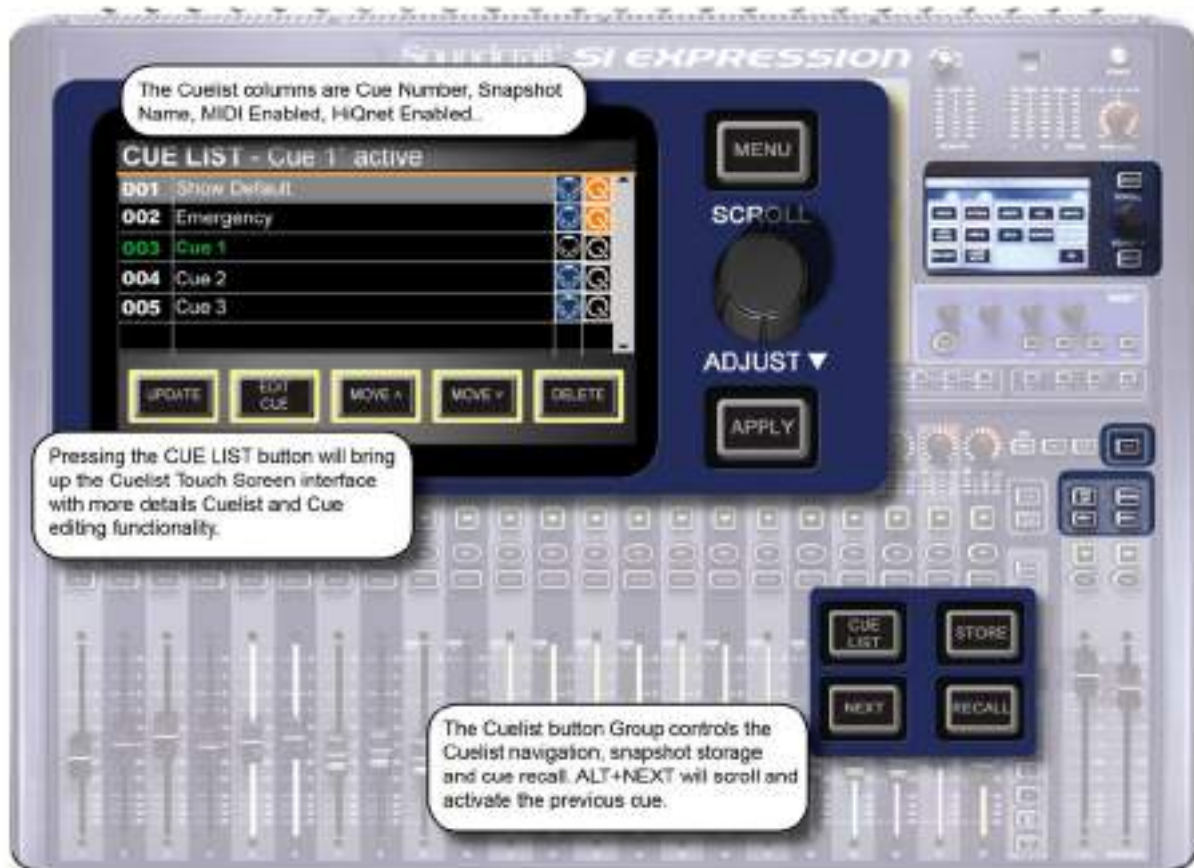 Soundcraft SI EXPRESSION
The Cuelist columns are Cue Number, Snapshot
Name, MIDI Enabled, HiQnet Enabled..
CUE LIST - Cue 1' active
001 Show Default
002 Emergency
003 Cue 1
004 Cue 2
005 Cue 3
UPDATE
EDIT
CUE
MOVE ˄
MOVE ˅
DELETE
MENU
SCROLL
ADJUST ▼
APPLY
Pressing the CUE LIST button will bring
up the Cuelist Touch Screen interface
with more details Cuelist and Cue
editing functionality.
CUE
LIST
STORE
NEXT
RECALL
The Cuelist button Group controls the
Cuelist navigation, snapshot storage
and cue recall. ALT+NEXT will scroll and
activate the previous cue.